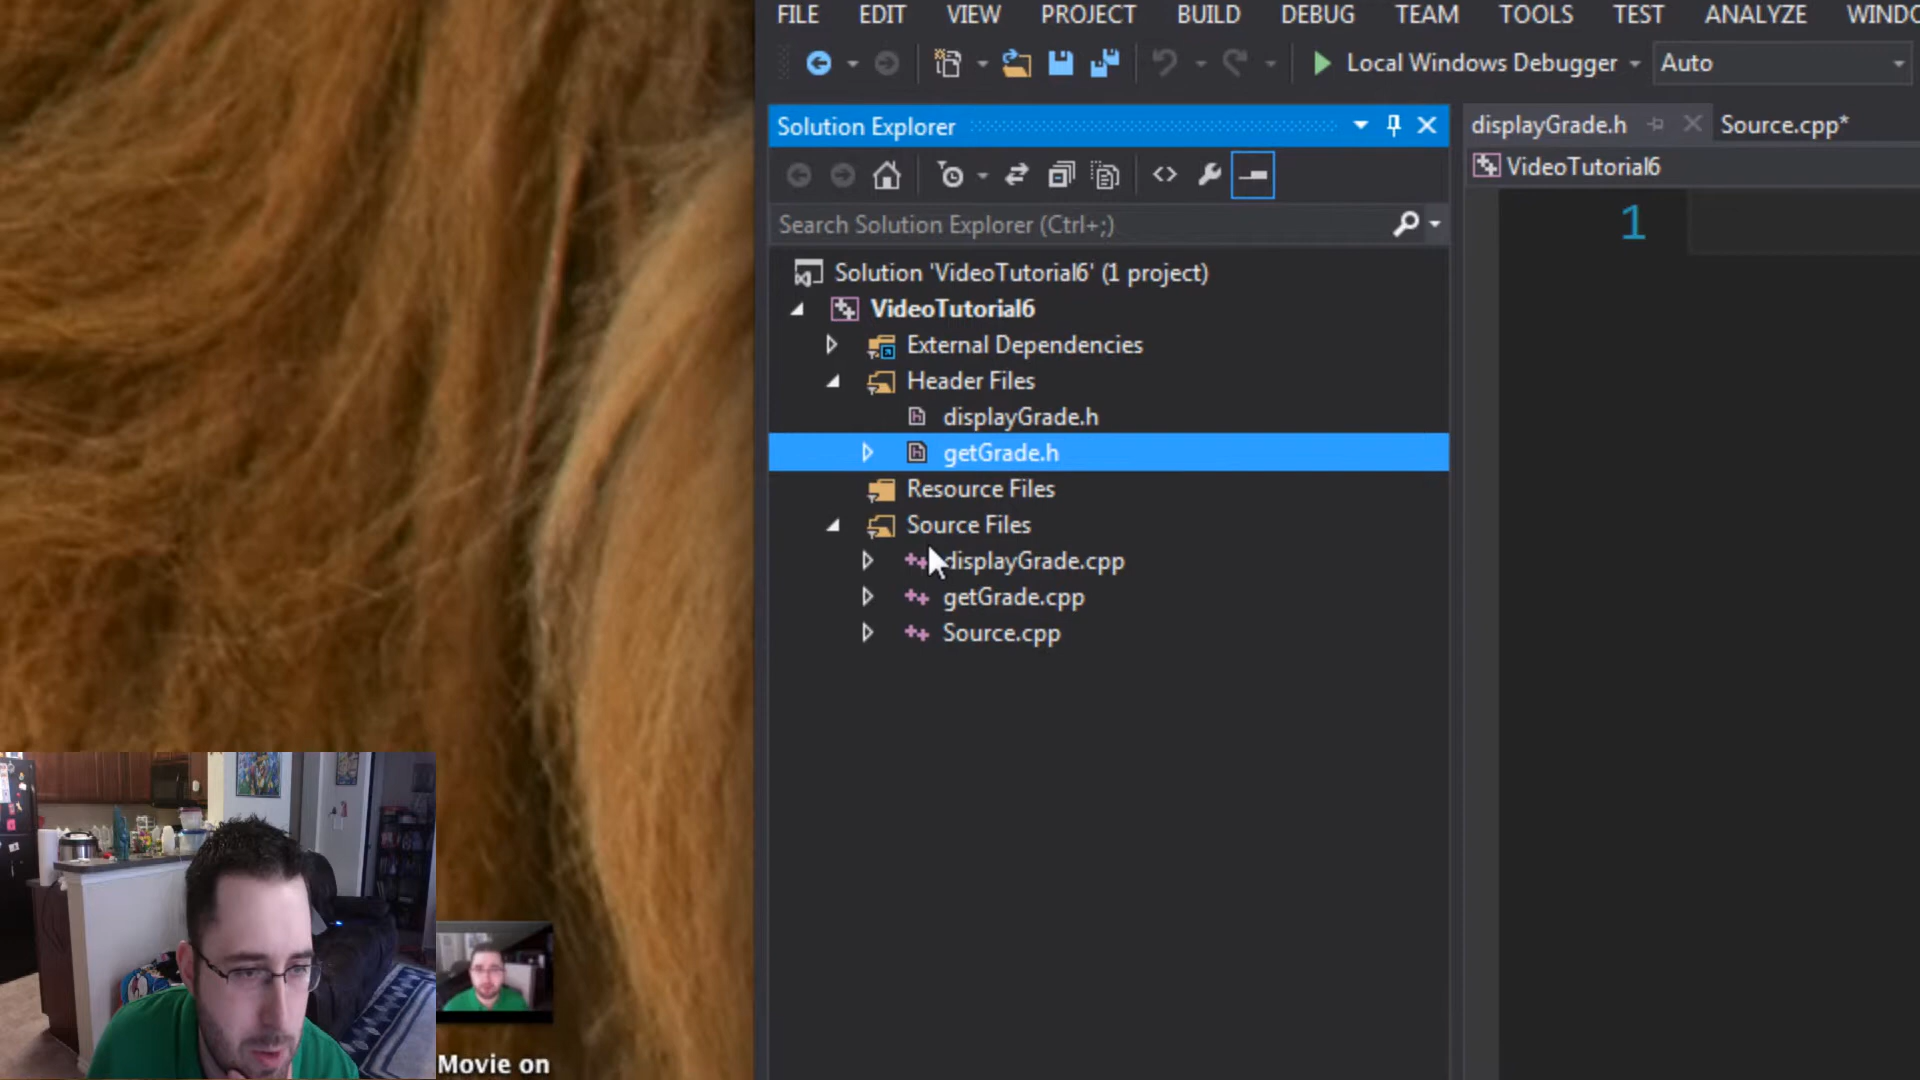 FILE EDIT VIEW PROJECT BUILD DEBUG TEAM TOOLS TEST ANALYZE WINDO
Local Windows Debugger Auto
Solution Explorer
displayGrade.h Source.cpp*
VideoTutorial6
Search Solution Explorer (Ctrl+;)
1
Solution 'VideoTutorial6' (1 project)
VideoTutorial6
External Dependencies
Header Files
displayGrade.h
getGrade.h
Resource Files
Source Files
displayGrade.cpp
getGrade.cpp
Source.cpp
Movie on